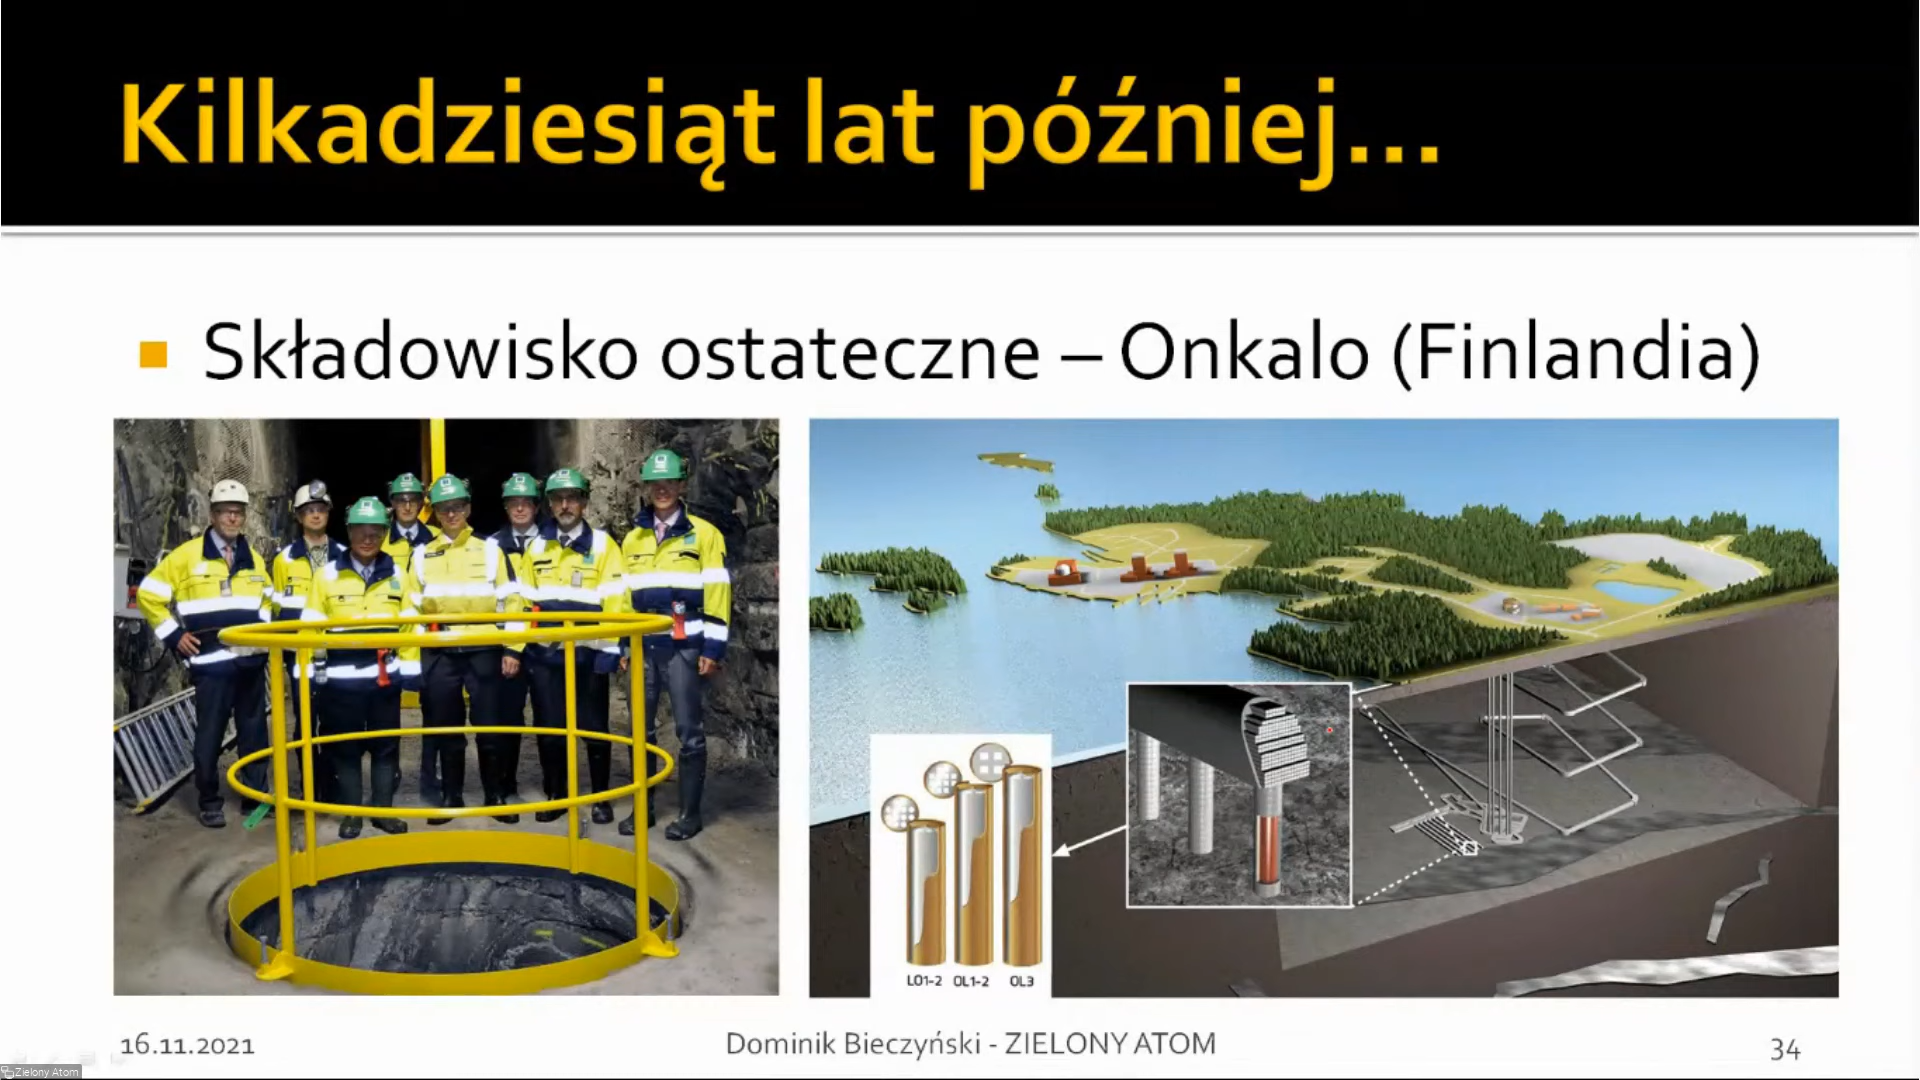 Kilkadziesiąt lat później...
Składowisko ostateczne – Onkalo (Finlandia)
LO1-2 OL1-2 OL3
16.11.2021
Dominik Bieczyński - ZIELONY ATOM
34
Zielony Atom